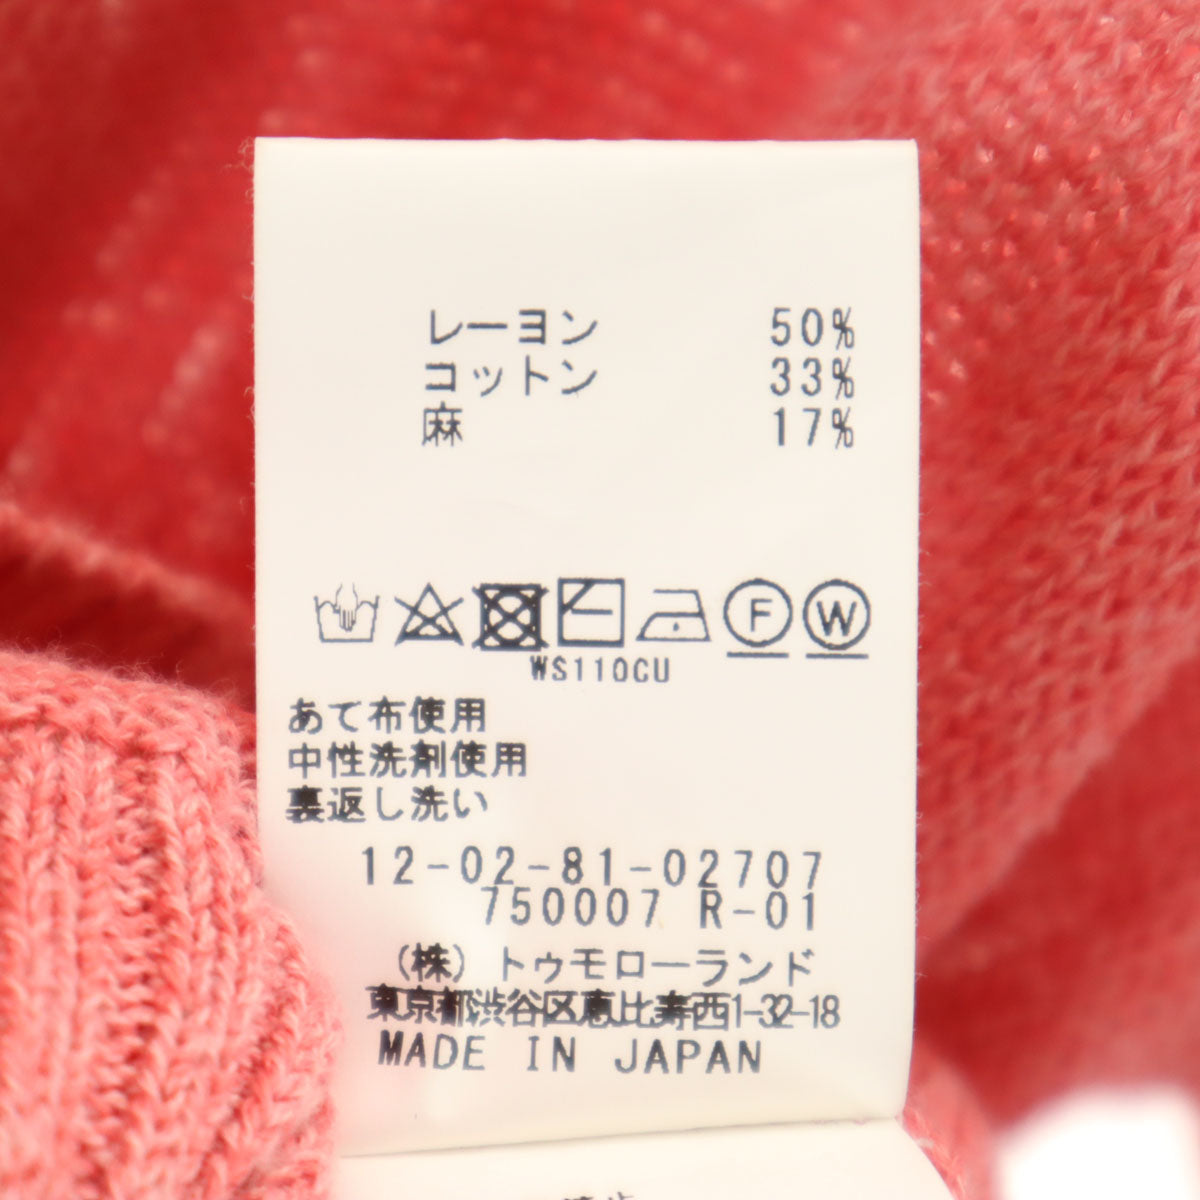 レーヨン 50%
コットン 33%
麻 17%
F W
WS110CU
あて布使用
中性洗剤使用
裏返し洗い
12-02-81-02707
750007 R-01
(株)トゥモローランド
東京都渋谷区恵比寿西1-32-18
MADE IN JAPAN